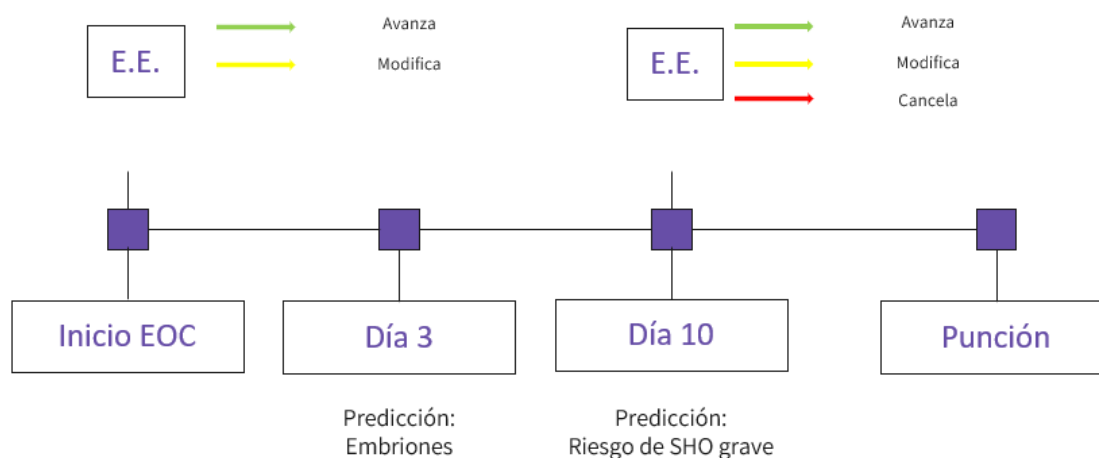 E.E.
Avanza
Modifica
E.E.
Avanza
Modifica
Cancela
Inicio EOC
Día 3
Día 10
Punción
Predicción:
Embriones
Predicción:
Riesgo de SHO grave